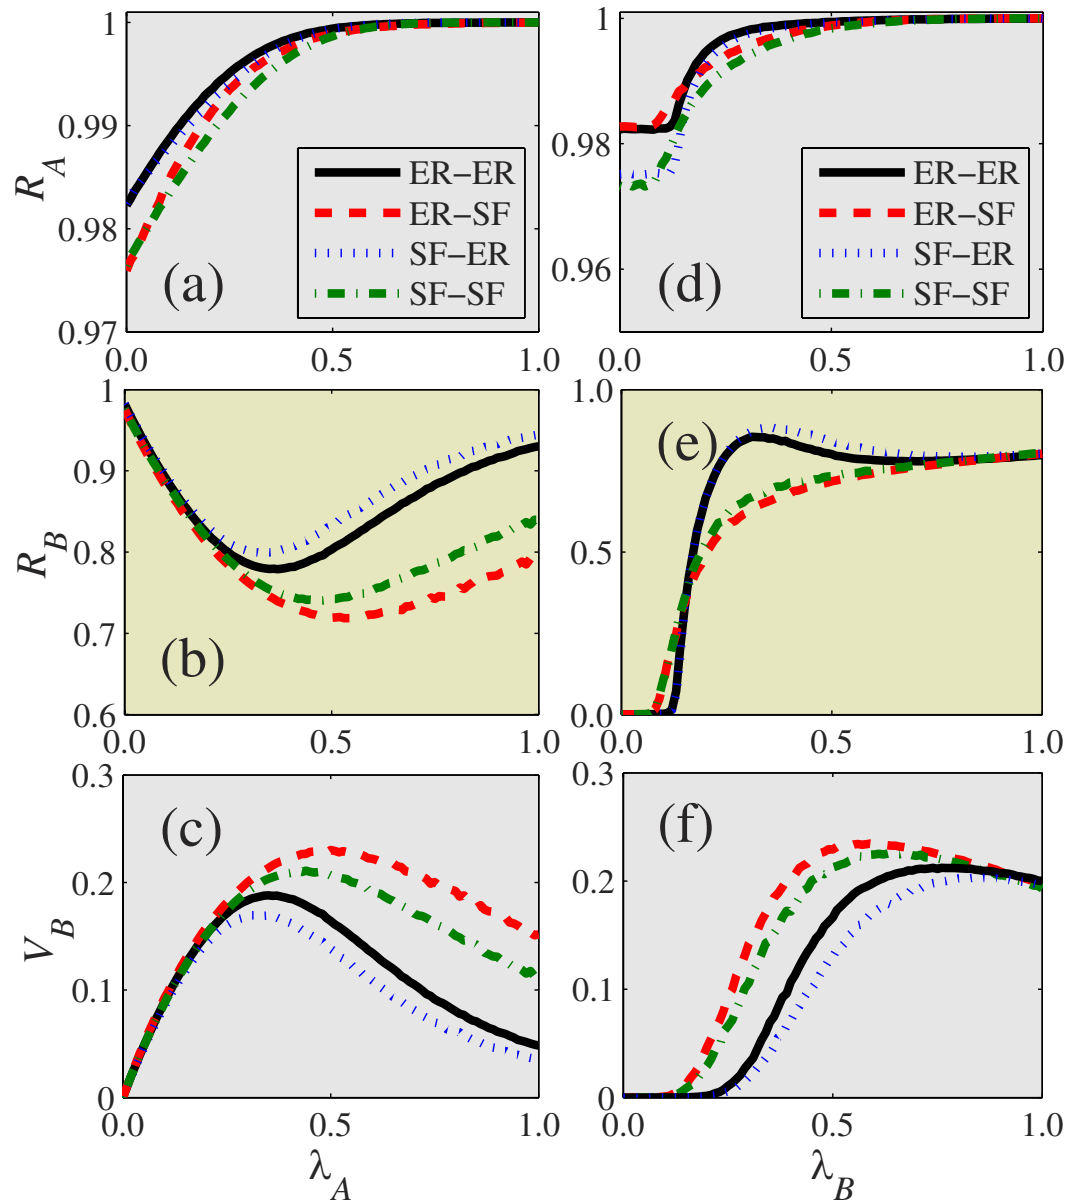 1
0.99
0.98
0.97
R_A
ER–ER
ER–SF
SF–ER
SF–SF
(a)
0.0
0.5
1.0
1
0.98
0.96
ER–ER
ER–SF
SF–ER
SF–SF
(d)
0.0
0.5
1.0
1
0.9
0.8
0.7
0.6
R_B
(b)
0.0
0.5
1.0
1.0
0.5
0.0
(e)
0.0
0.5
1.0
0.3
0.2
0.1
0
V_B
(c)
0.0
0.5
1.0
λ_A
0.3
0.2
0.1
0
(f)
0.0
0.5
1.0
λ_B